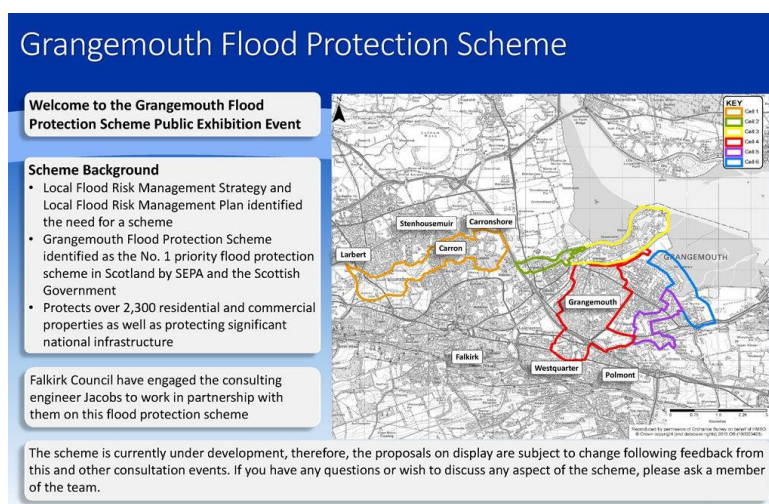 Grangemouth Flood Protection Scheme
Welcome to the Grangemouth Flood
Protection Scheme Public Exhibition Event
Scheme Background
• Local Flood Risk Management Strategy and
Local Flood Risk Management Plan identified
the need for a scheme
• Grangemouth Flood Protection Scheme
identified as the No. 1 priority flood protection
scheme in Scotland by SEPA and the Scottish
Government
• Protects over 2,300 residential and commercial
properties as well as protecting significant
national infrastructure
Falkirk Council have engaged the consulting
engineer Jacobs to work in partnership with
them on this flood protection scheme
KEY
Cell 1
Cell 2
Cell 3
Cell 4
Cell 5
Cell 6
Stenhousemuir
Carronshore
Larbert
Carron
GRANGEMOUTH
Grangemouth
Falkirk
Westquarter
Polmont
The scheme is currently under development, therefore, the proposals on display are subject to change following feedback from
this and other consultation events. If you have any questions or wish to discuss any aspect of the scheme, please ask a member
of the team.